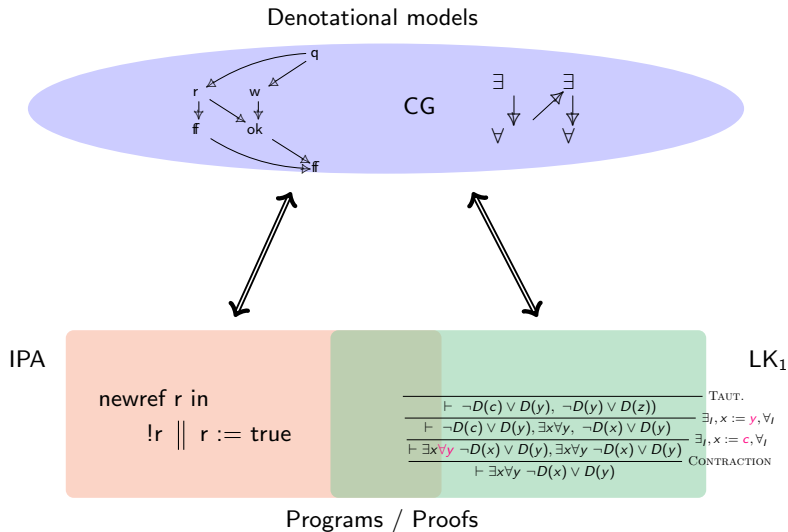 Denotational models
q
r w
CG
∃ ∃
ff ok
∀ ∀
ff
IPA
LK₁
newref r in
!r ∥ r := true
Taut.
⊢ ¬D(c) ∨ D(y), ¬D(y) ∨ D(z))
∃I, x := y, ∀I
⊢ ¬D(c) ∨ D(y), ∃x∀y, ¬D(x) ∨ D(y)
∃I, x := c, ∀I
⊢ ∃x∀y ¬D(x) ∨ D(y), ∃x∀y ¬D(x) ∨ D(y)
Contraction
⊢ ∃x∀y ¬D(x) ∨ D(y)
Programs / Proofs